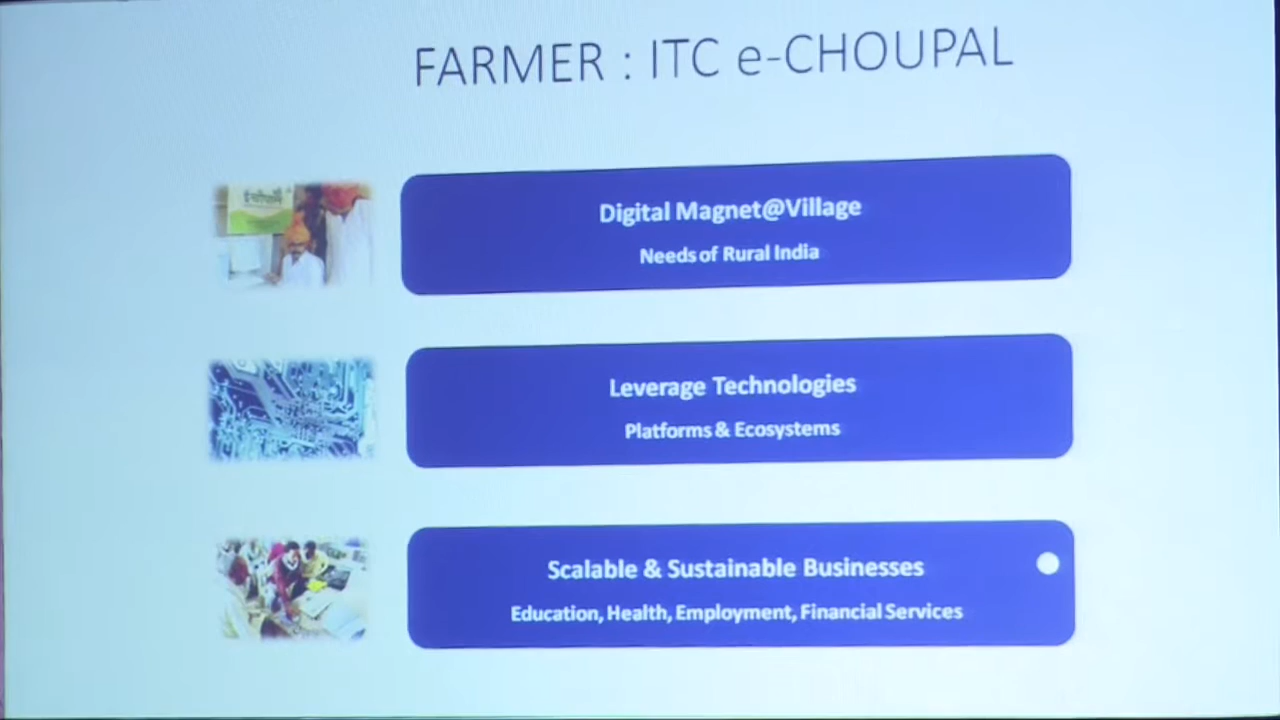 FARMER : ITC e-CHOUPAL
Digital Magnet@Village
Needs of Rural India
Leverage Technologies
Platforms & Ecosystems
Scalable & Sustainable Businesses
Education, Health, Employment, Financial Services